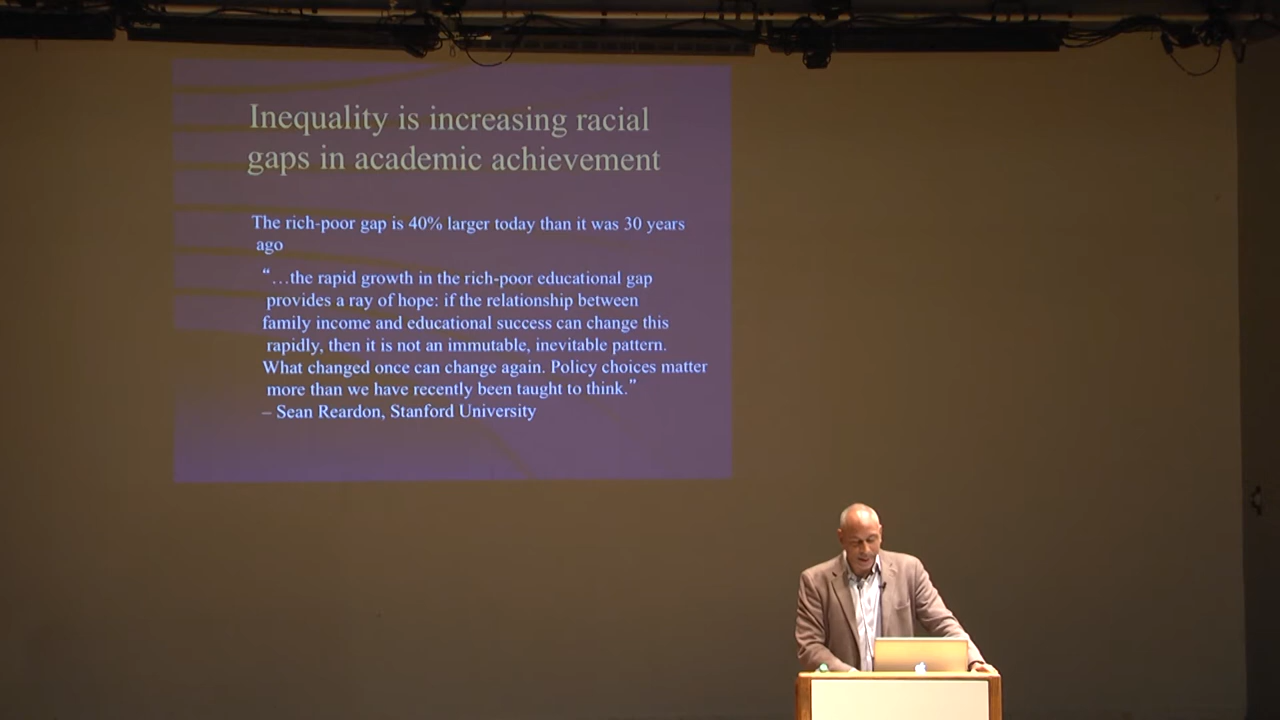 Inequality is increasing racial
gaps in academic achievement
The rich-poor gap is 40% larger today than it was 30 years
ago
“…the rapid growth in the rich-poor educational gap
provides a ray of hope: if the relationship between
family income and educational success can change this
rapidly, then it is not an immutable, inevitable pattern.
What changed once can change again. Policy choices matter
more than we have recently been taught to think.”
– Sean Reardon, Stanford University